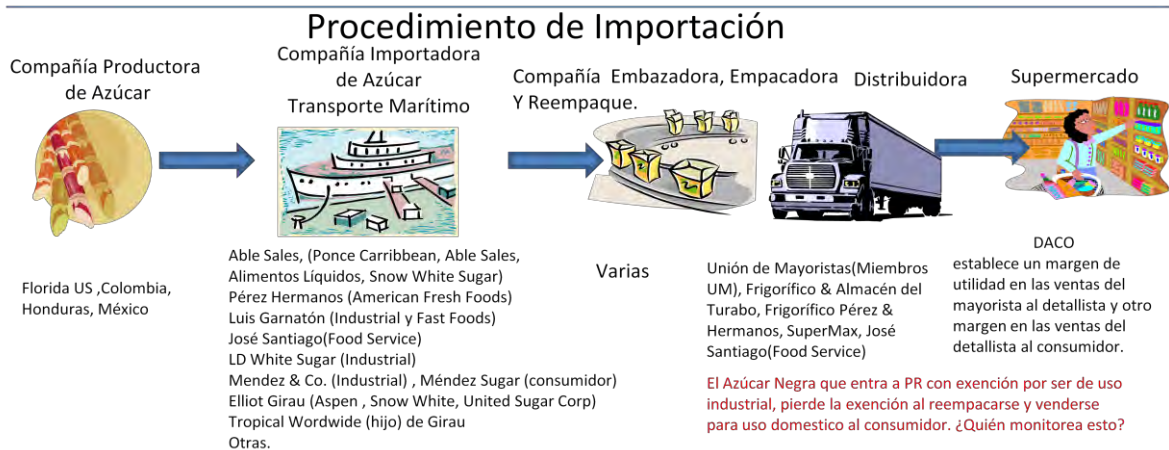 Procedimiento de Importación
Compañía Productora
de Azúcar
Compañía Importadora
de Azúcar
Transporte Marítimo
Compañía Embazadora, Empacadora
Y Reempaque.
Distribuidora
Supermercado
Florida US ,Colombia,
Honduras, México
Able Sales, (Ponce Carribbean, Able Sales,
Alimentos Líquidos, Snow White Sugar)
Pérez Hermanos (American Fresh Foods)
Luis Garnatón (Industrial y Fast Foods)
José Santiago(Food Service)
LD White Sugar (Industrial)
Mendez & Co. (Industrial) , Méndez Sugar (consumidor)
Elliot Girau (Aspen , Snow White, United Sugar Corp)
Tropical Wordwide (hijo) de Girau
Otras.
Varias
Unión de Mayoristas(Miembros
UM), Frigorífico & Almacén del
Turabo, Frigorífico Pérez &
Hermanos, SuperMax, José
Santiago(Food Service)
DACO
establece un margen de
utilidad en las ventas del
mayorista al detallista y otro
margen en las ventas del
detallista al consumidor.
El Azúcar Negra que entra a PR con exención por ser de uso
industrial, pierde la exención al reempacarse y venderse
para uso domestico al consumidor. ¿Quién monitorea esto?